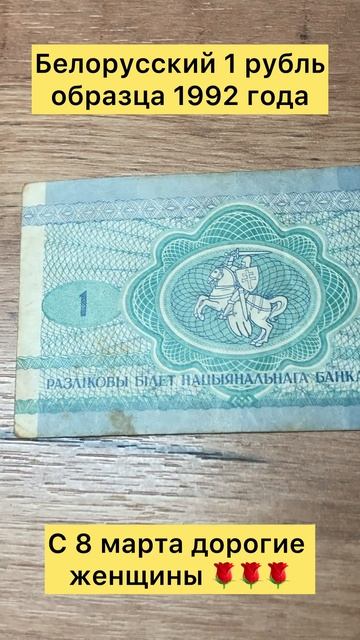 Белорусский 1 рубль
образца 1992 года
1
РАЗЛІКОВЫ БІЛЕТ НАЦЫЯНАЛЬНАГА БАНКА
С 8 марта дорогие
женщины 🌹🌹🌹